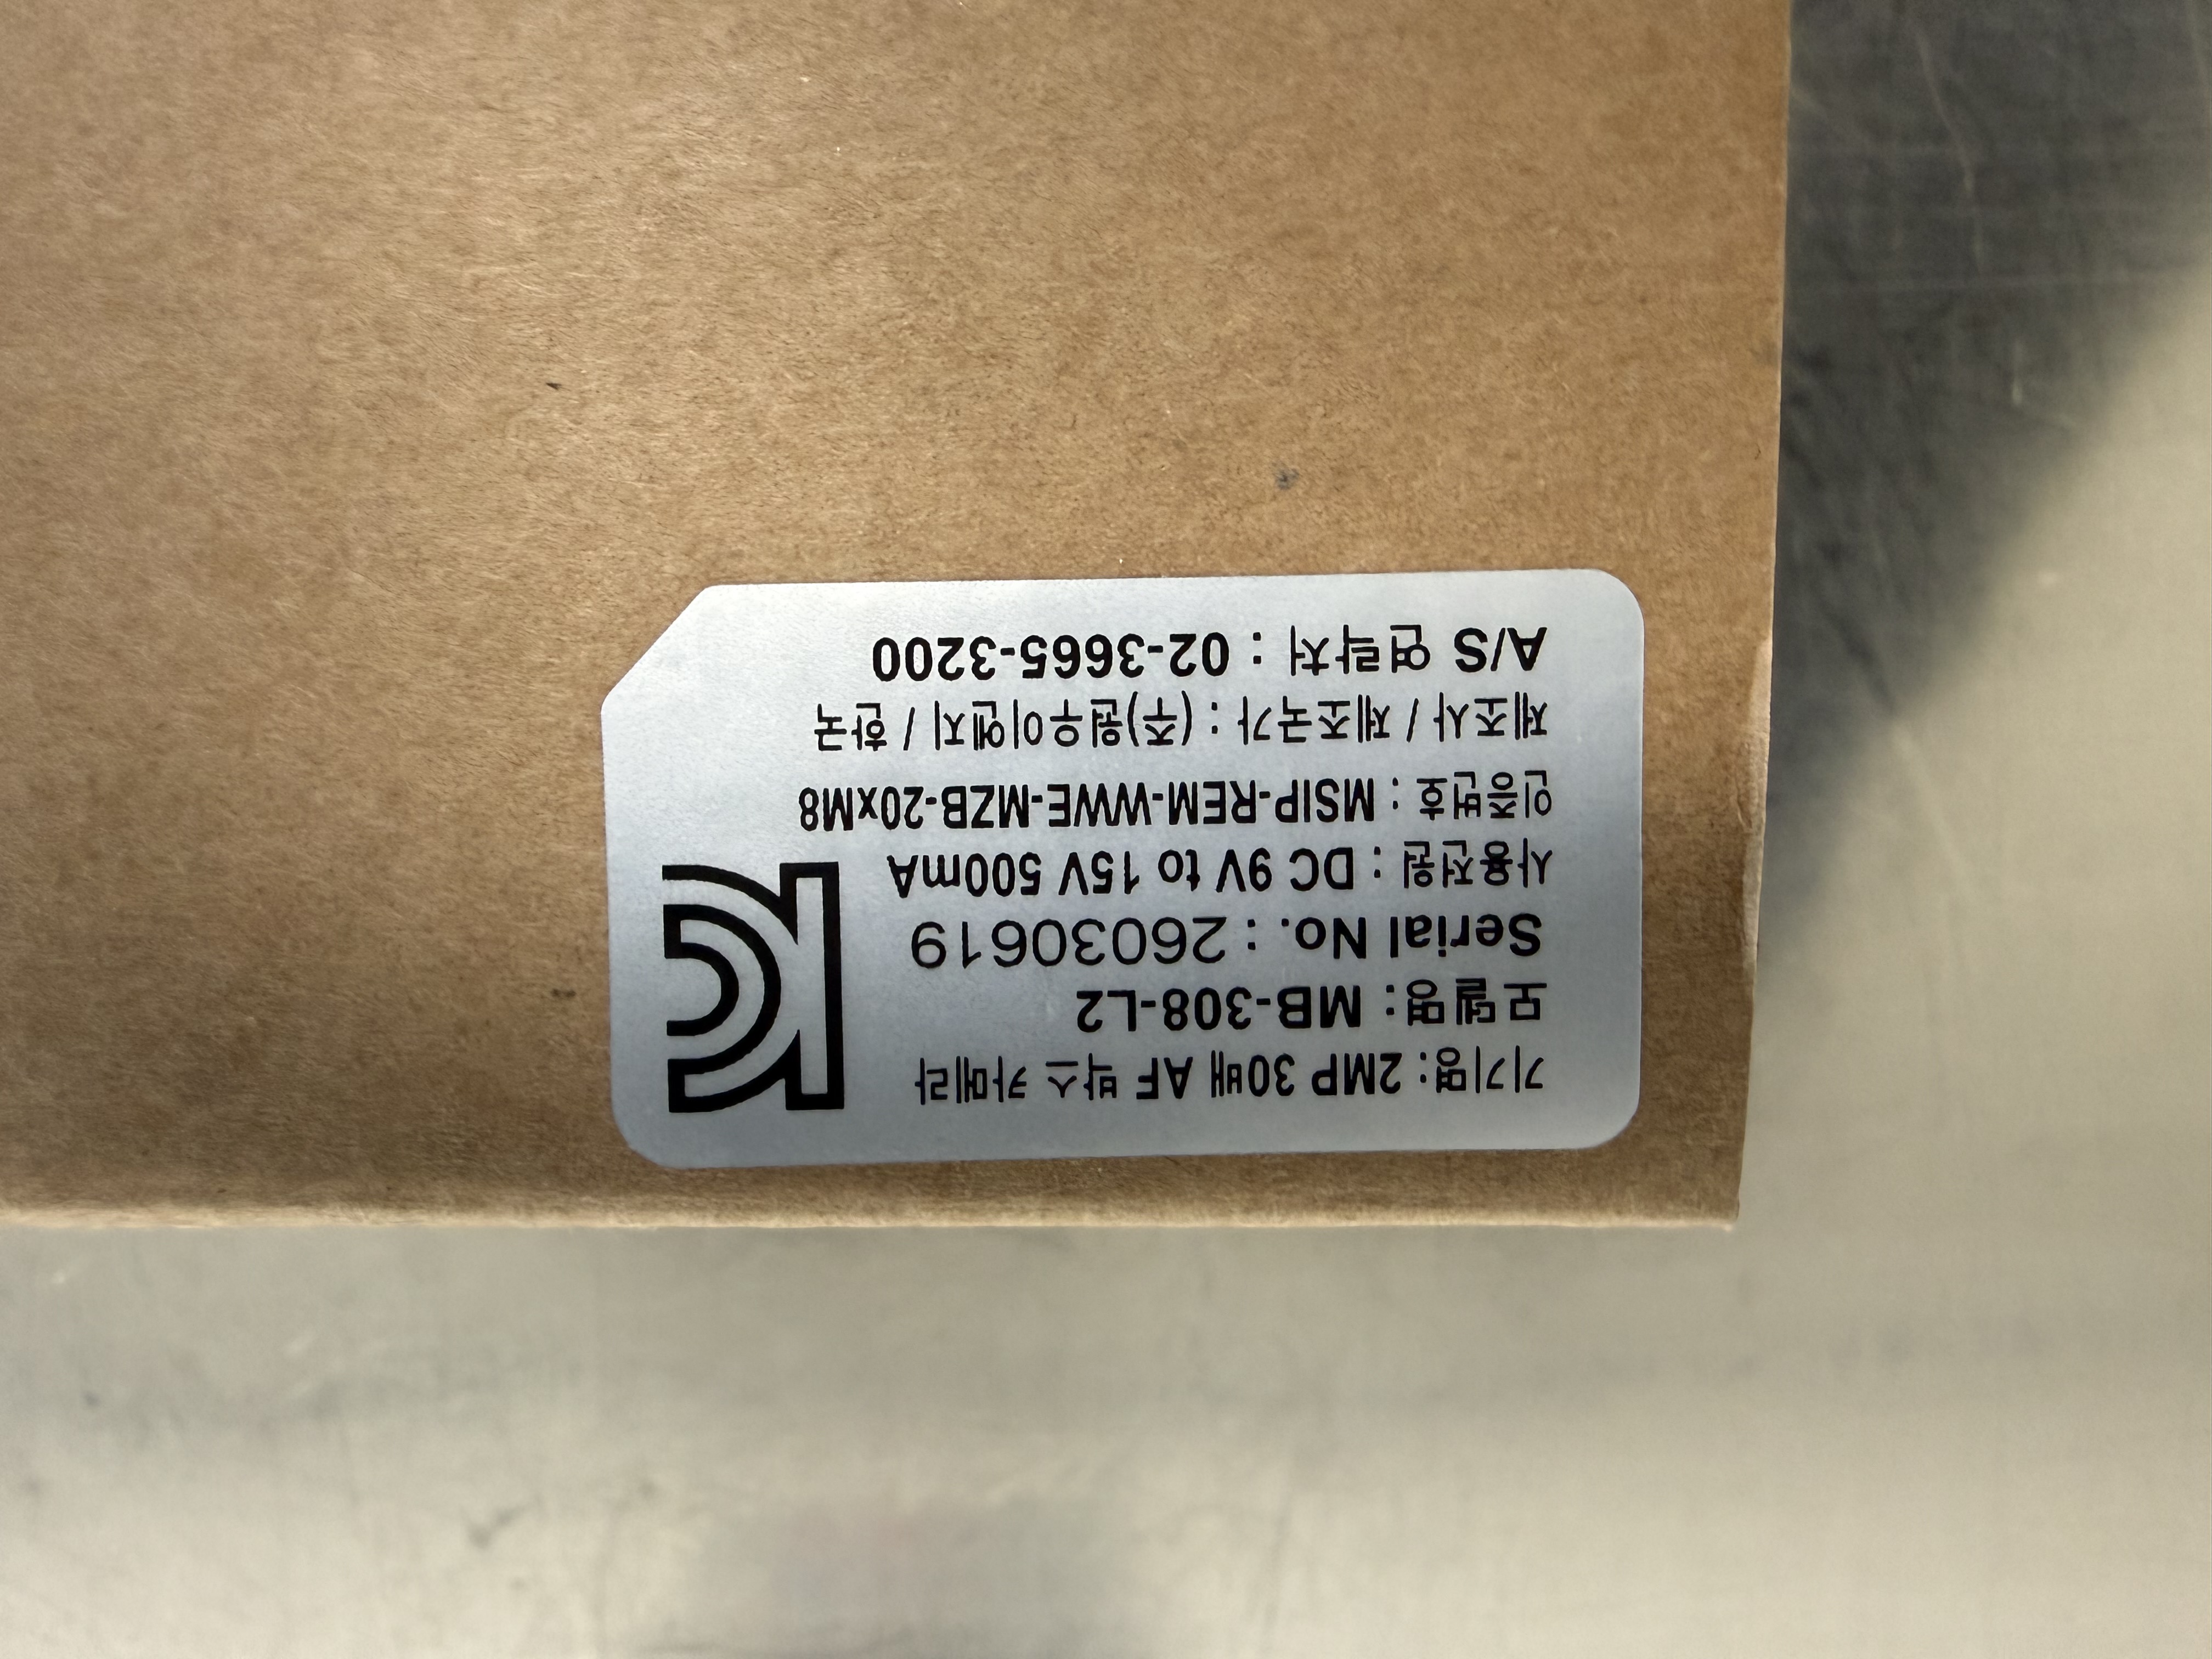 기기명: 2MP 30배 AF 박스 카메라
모델명: MB-308-L2
Serial No. : 26030619
사용전원 : DC 9V to 15V 500mA
인증번호 : MSIP-REM-WWE-MZB-20xM8
제조사 / 제조국가 : (주)원우이엔지 / 한국
A/S 연락처 : 02-3665-3200